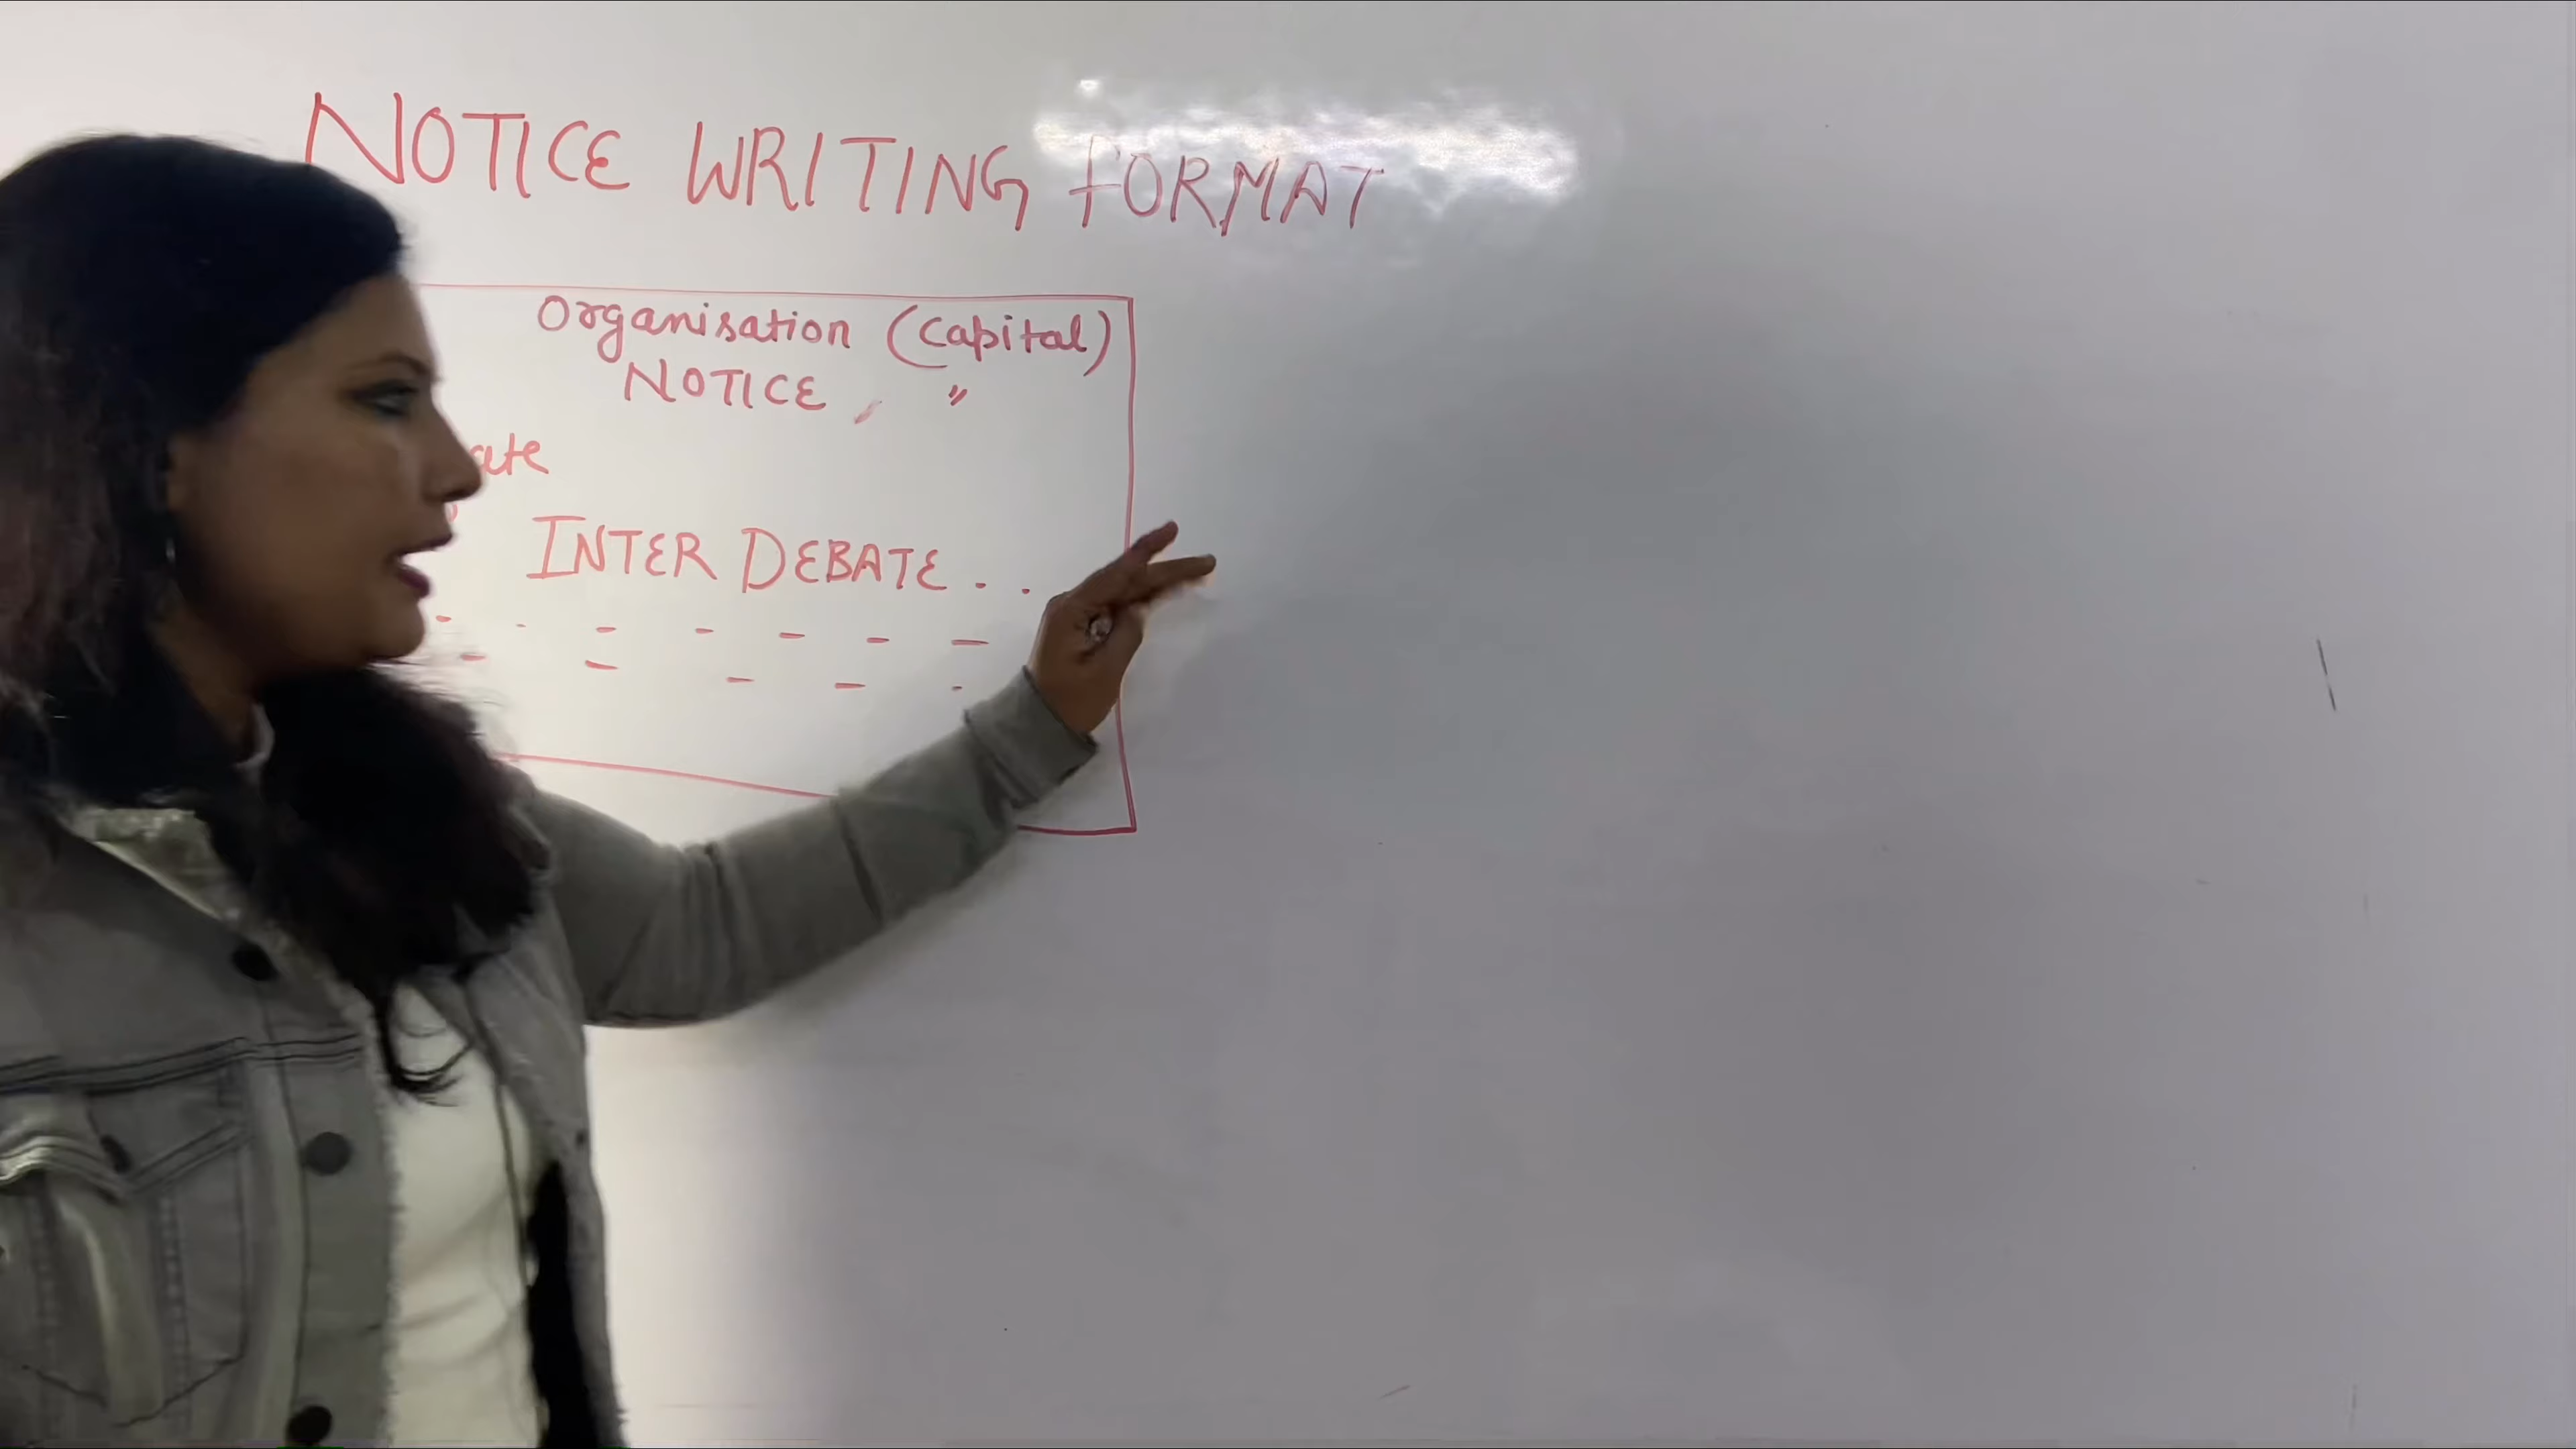 NOTICE WRITING FORMAT
Organisation (Capital)
NOTICE, "
ate
INTER DEBATE . .
- - - - - - -
- - - - -